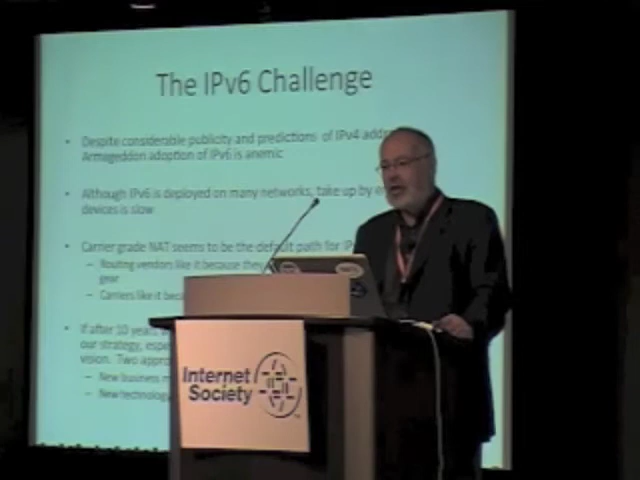 The IPv6 Challenge
• Despite considerable publicity and predictions of IPv4
Armageddon adoption of IPv6 is anemic
• Although IPv6 is deployed on many networks, take up by
devices is slow
• Carrier grade NAT seems to be the default path for
– Routing vendors like it because they
gear
– Carriers like it
• If after 10 years
our strategy,
vision. Two
– New business
– New
Internet
Society